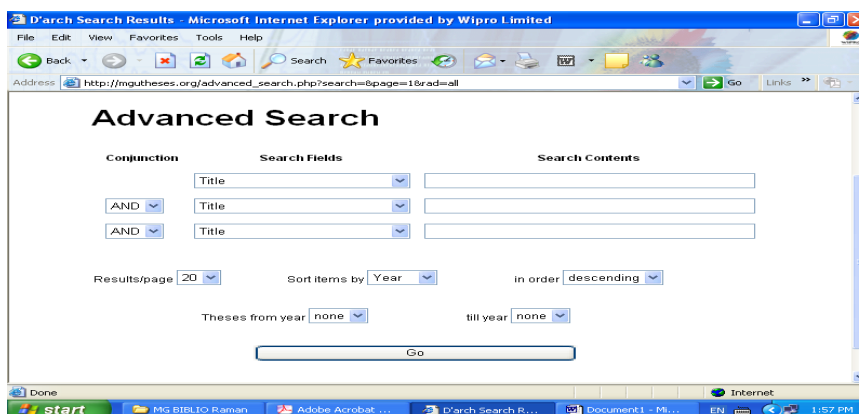 D'arch Search Results - Microsoft Internet Explorer provided by Wipro Limited
File Edit View Favorites Tools Help
Back Search Favorites
Address http://mgutheses.org/advanced_search.php?search=&page=1&rad=all Go Links »
Advanced Search
Conjunction Search Fields Search Contents
Title
AND Title
AND Title
Results/page 20 Sort items by Year in order descending
Theses from year none till year none
Go
Done Internet
start MG BIBLIO Raman Adobe Acrobat ... D'arch Search R... Document1 - Mi... EN 1:57 PM